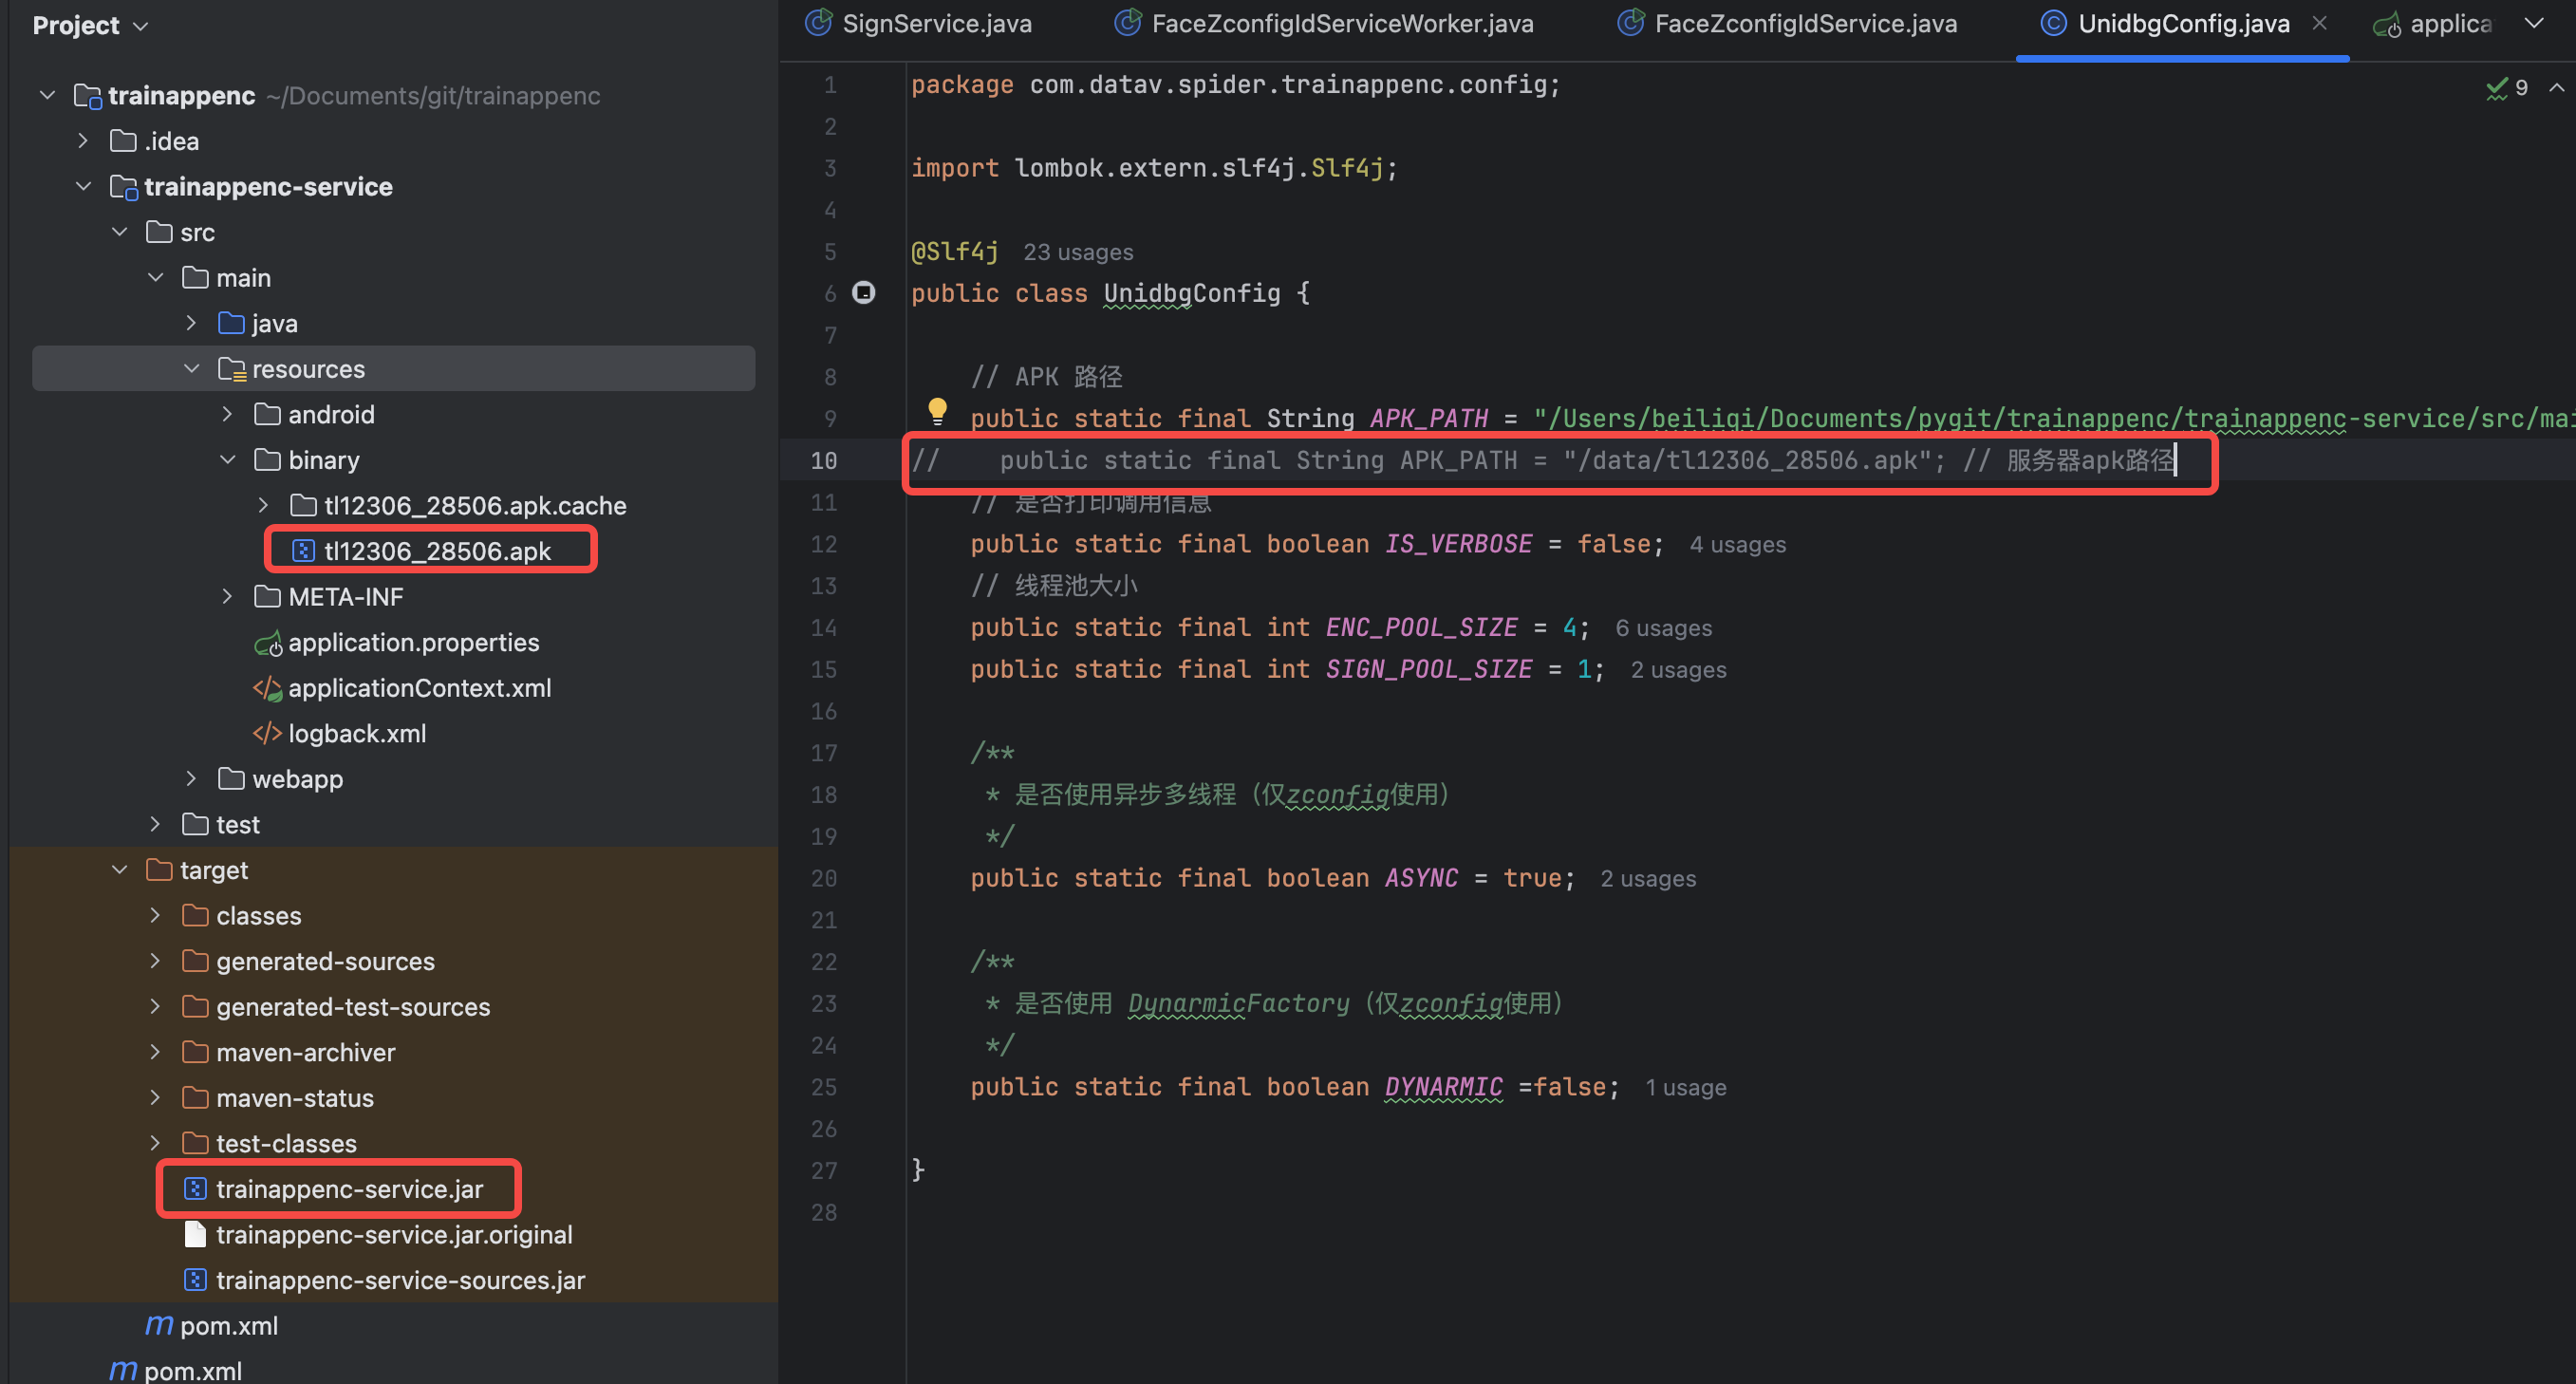 Project
trainappenc ~/Documents/git/trainappenc
.idea
trainappenc-service
src
main
java
resources
android
binary
tl12306_28506.apk.cache
tl12306_28506.apk
META-INF
application.properties
applicationContext.xml
logback.xml
webapp
test
target
classes
generated-sources
generated-test-sources
maven-archiver
maven-status
test-classes
trainappenc-service.jar
trainappenc-service.jar.original
trainappenc-service-sources.jar
pom.xml
pom.xml
SignService.java FaceZconfigIdServiceWorker.java FaceZconfigIdService.java UnidbgConfig.java applica
9
1 package com.datav.spider.trainappenc.config;
2
3 import lombok.extern.slf4j.Slf4j;
4
5 @Slf4j 23 usages
6 public class UnidbgConfig {
7
8 // APK 路径
9 public static final String APK_PATH = "/Users/beiliqi/Documents/pygit/trainappenc/trainappenc-service/src/mai
10 // public static final String APK_PATH = "/data/tl12306_28506.apk"; // 服务器apk路径
11 // 是否打印调用信息
12 public static final boolean IS_VERBOSE = false; 4 usages
13 // 线程池大小
14 public static final int ENC_POOL_SIZE = 4; 6 usages
15 public static final int SIGN_POOL_SIZE = 1; 2 usages
16
17 /**
18 * 是否使用异步多线程（仅zconfig使用）
19 */
20 public static final boolean ASYNC = true; 2 usages
21
22 /**
23 * 是否使用 DynarmicFactory（仅zconfig使用）
24 */
25 public static final boolean DYNARMIC =false; 1 usage
26
27 }
28